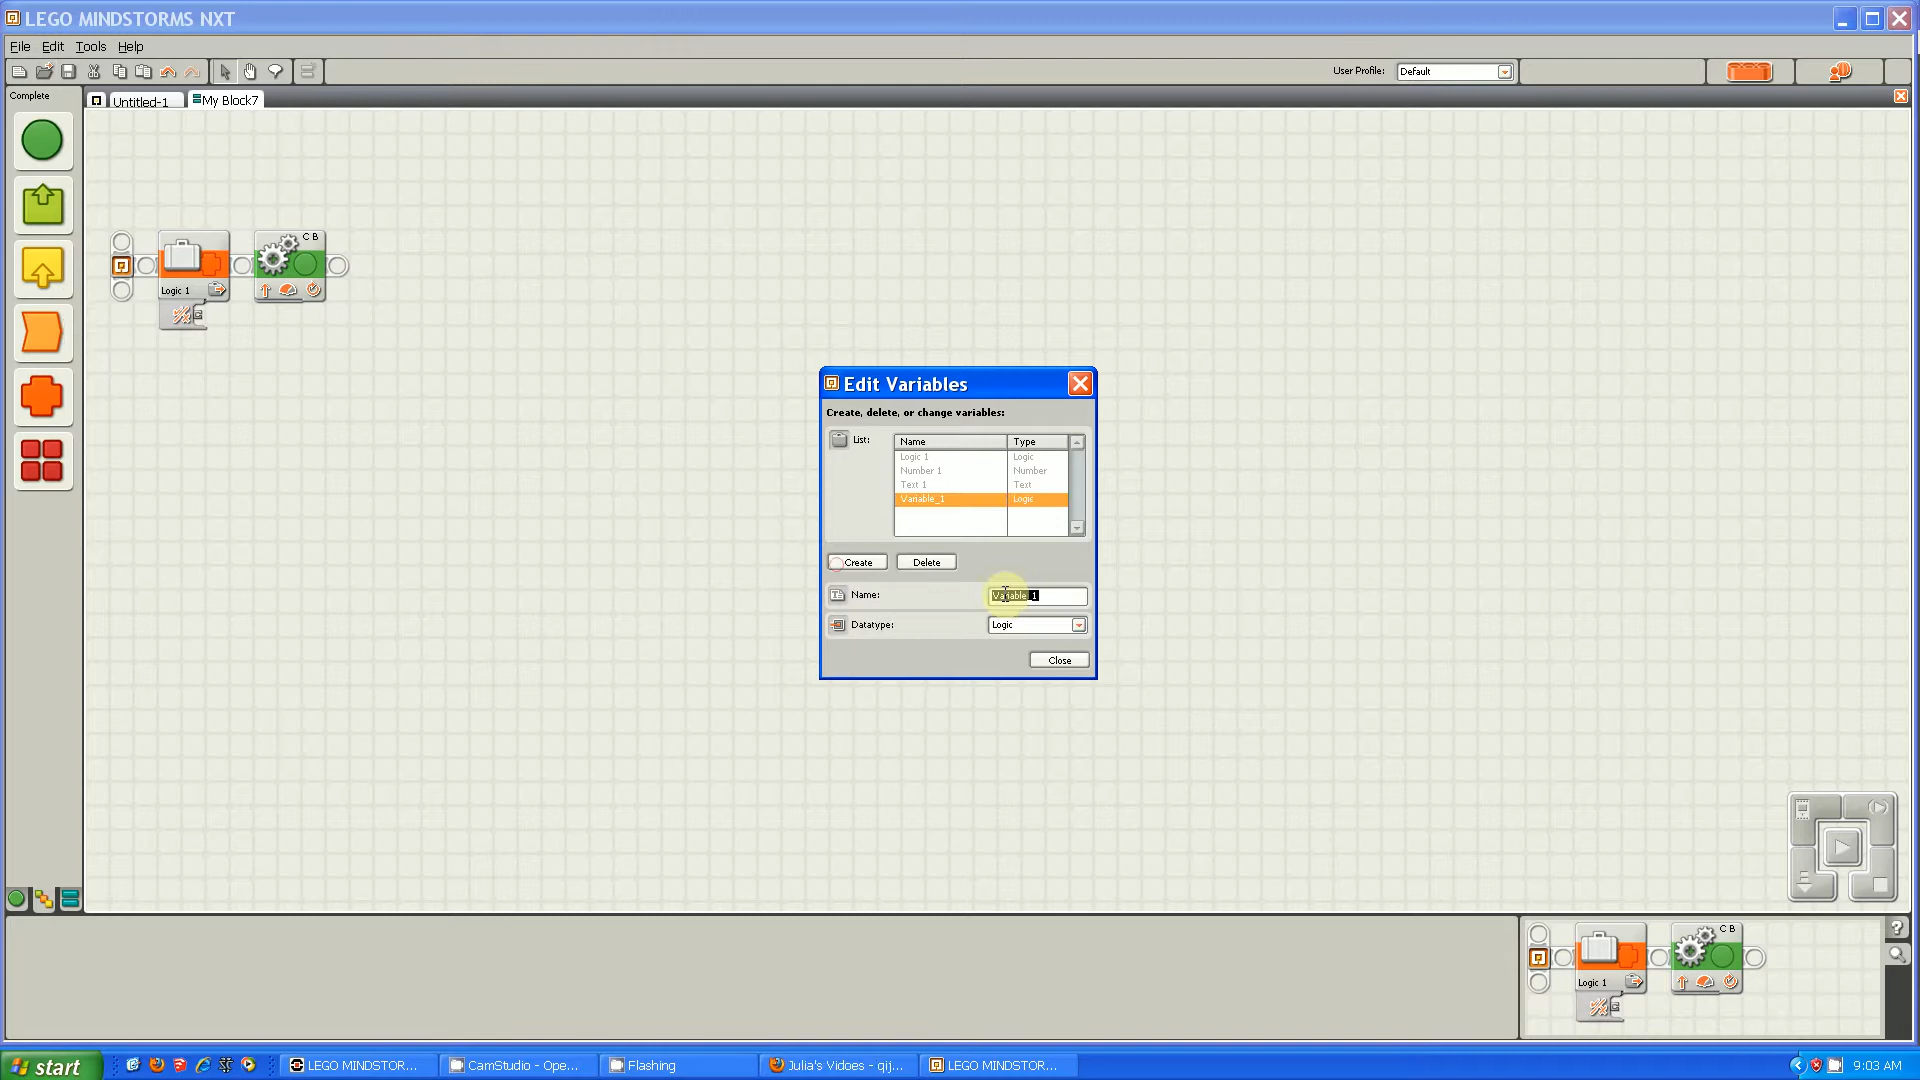 LEGO MINDSTORMS NXT
File Edit Tools Help
User Profile: Default
Complete
Untitled-1 My Block7
C B
Logic 1
Edit Variables
Create, delete, or change variables:
List:
Name Type
Logic 1 Logic
Number 1 Number
Text 1 Text
Variable_1 Logic
Create Delete
Name: Variable_1
Datatype: Logic
Close
?
C B
Logic 1
start LEGO MINDSTOR... CamStudio - Ope... Flashing Julia's Vidoes - qij... LEGO MINDSTOR... 9:03 AM